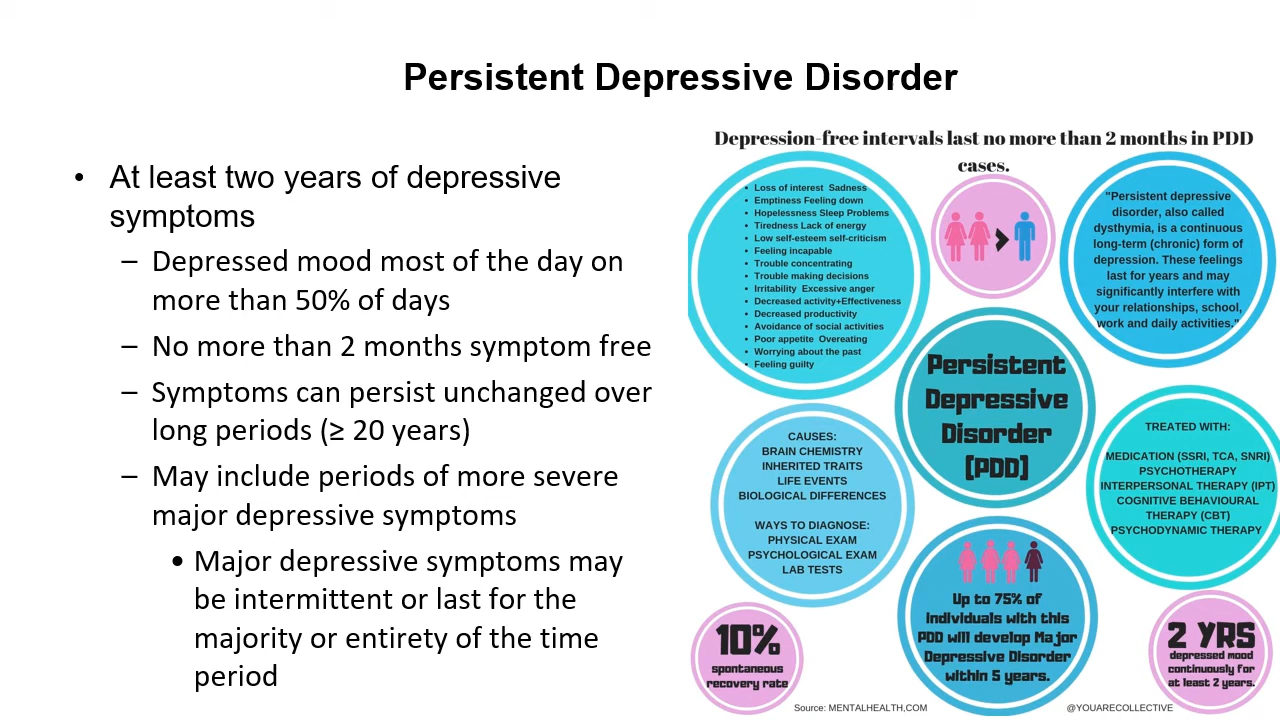 Persistent Depressive Disorder
• At least two years of depressive
symptoms
– Depressed mood most of the day on
more than 50% of days
– No more than 2 months symptom free
– Symptoms can persist unchanged over
long periods (≥ 20 years)
– May include periods of more severe
major depressive symptoms
• Major depressive symptoms may
be intermittent or last for the
majority or entirety of the time
period
Depression-free intervals last no more than 2 months in PDD
cases.
• Loss of interest Sadness
• Emptiness Feeling down
• Hopelessness Sleep Problems
• Tiredness Lack of energy
• Low self-esteem self-criticism
• Feeling incapable
• Trouble concentrating
• Trouble making decisions
• Irritability Excessive anger
• Decreased activity+Effectiveness
• Decreased productivity
• Avoidance of social activities
• Poor appetite Overeating
• Worrying about the past
• Feeling guilty
"Persistent depressive
disorder, also called
dysthymia, is a continuous
long-term (chronic) form of
depression. These feelings
last for years and may
significantly interfere with
your relationships, school,
work and daily activities."
Persistent
Depressive
Disorder
(PDD)
CAUSES:
BRAIN CHEMISTRY
INHERITED TRAITS
LIFE EVENTS
BIOLOGICAL DIFFERENCES
WAYS TO DIAGNOSE:
PHYSICAL EXAM
PSYCHOLOGICAL EXAM
LAB TESTS
TREATED WITH:
MEDICATION (SSRI, TCA, SNRI)
PSYCHOTHERAPY
INTERPERSONAL THERAPY (IPT)
COGNITIVE BEHAVIOURAL
THERAPY (CBT)
PSYCHODYNAMIC THERAPY
Up to 75% of
individuals with this
PDD will develop Major
Depressive Disorder
within 5 years.
10%
spontaneous
recovery rate
2 YRS
depressed mood
continuously for
at least 2 years.
Source: MENTALHEALTH,COM
@YOUARECOLLECTIVE